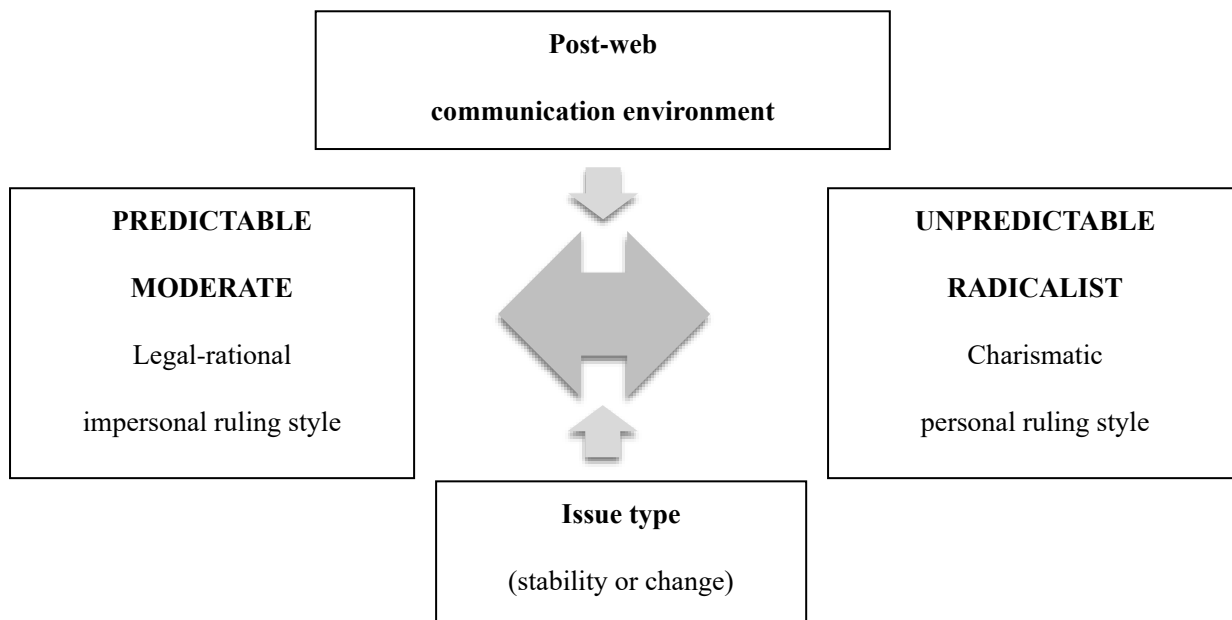 Post-web
communication environment
PREDICTABLE
MODERATE
Legal-rational
impersonal ruling style
UNPREDICTABLE
RADICALIST
Charismatic
personal ruling style
Issue type
(stability or change)